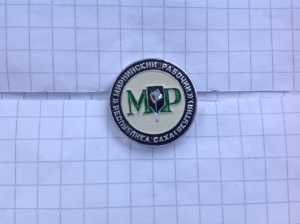 «МИРНИНСКИЙ РАБОЧИЙ»
МР
РЕСПУБЛИКА САХА (ЯКУТИЯ)